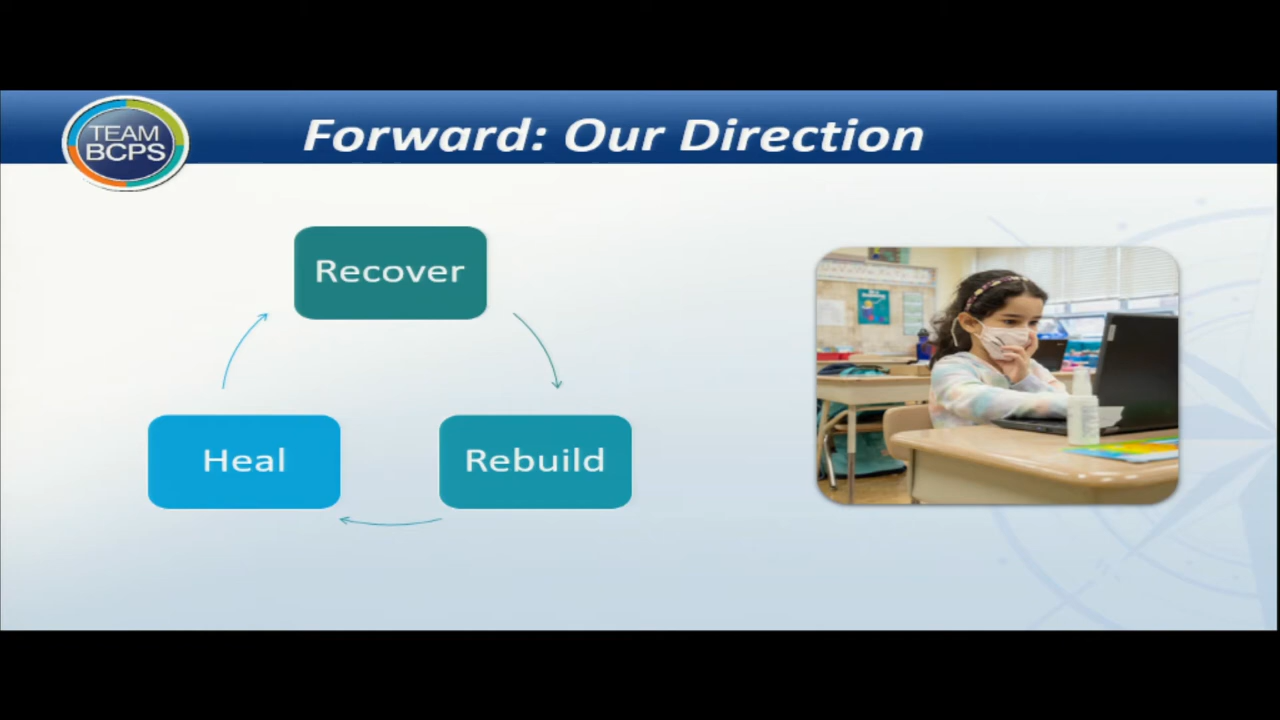 TEAM
BCPS
Forward: Our Direction
Recover
Heal
Rebuild